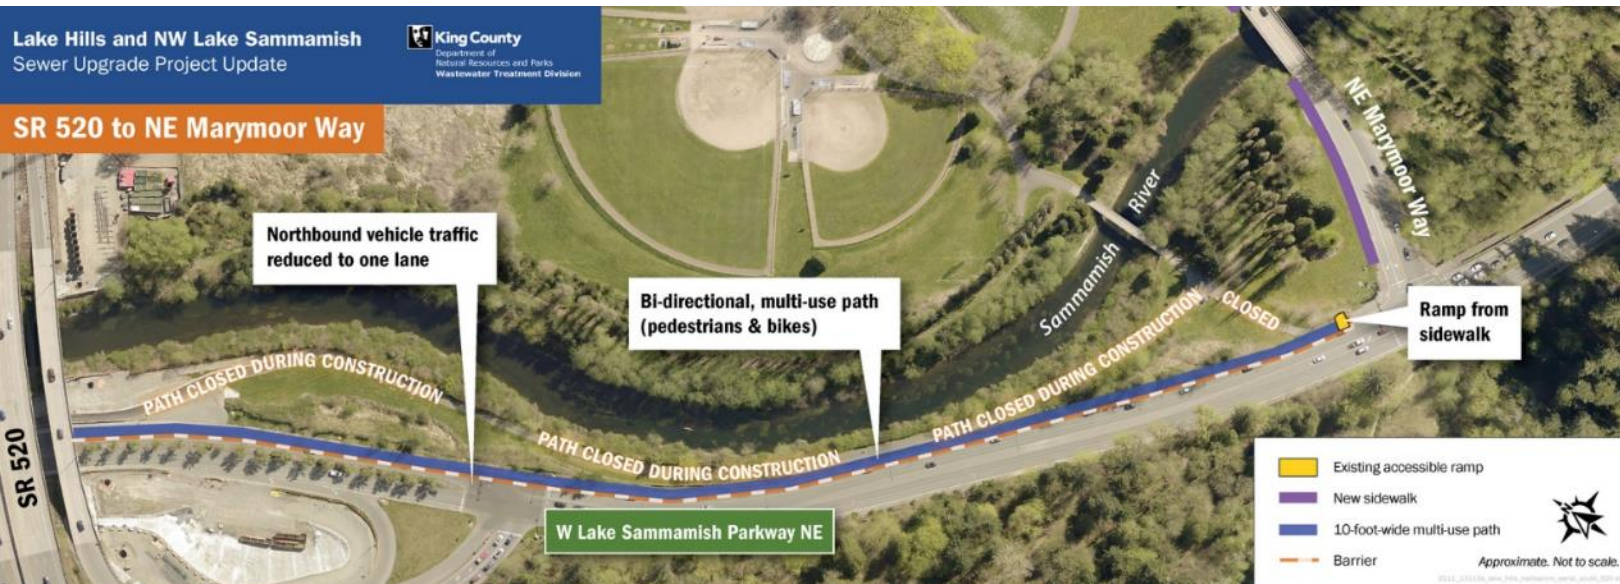 Lake Hills and NW Lake Sammamish
Sewer Upgrade Project Update
King County
Department of
Natural Resources and Parks
Wastewater Treatment Division
SR 520 to NE Marymoor Way
Northbound vehicle traffic
reduced to one lane
Bi-directional, multi-use path
(pedestrians & bikes)
Sammamish River
NE Marymoor Way
PATH CLOSED DURING CONSTRUCTION
PATH CLOSED DURING CONSTRUCTION
PATH CLOSED DURING CONSTRUCTION
CLOSED
Ramp from
sidewalk
SR 520
W Lake Sammamish Parkway NE
Existing accessible ramp
New sidewalk
10-foot-wide multi-use path
Barrier
Approximate. Not to scale